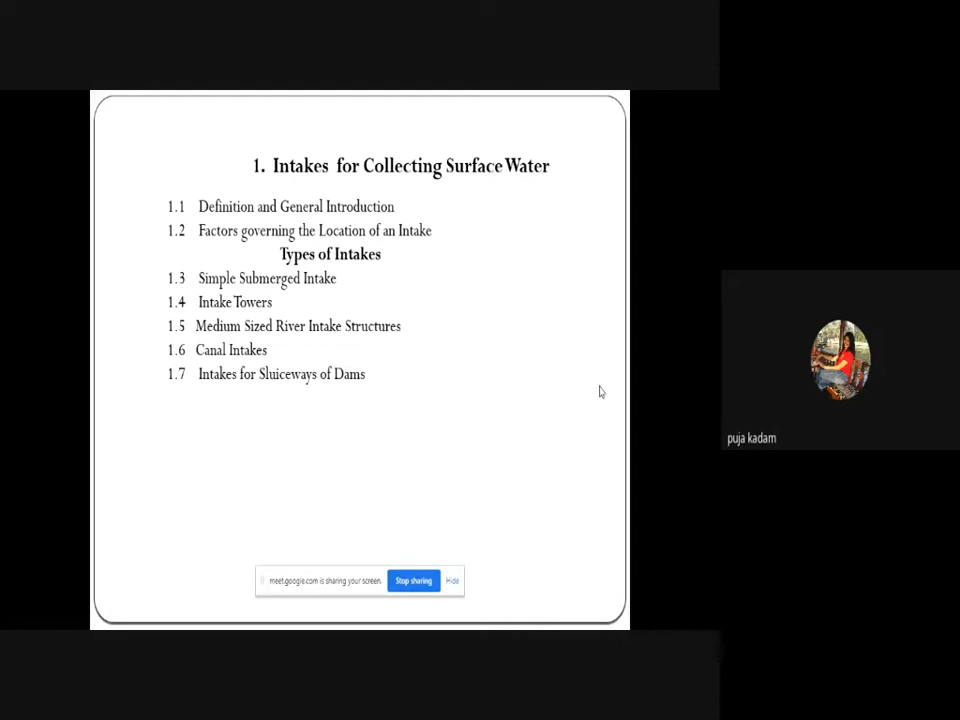 1. Intakes for Collecting Surface Water
1.1 Definition and General Introduction
1.2 Factors governing the Location of an Intake
Types of Intakes
1.3 Simple Submerged Intake
1.4 Intake Towers
1.5 Medium Sized River Intake Structures
1.6 Canal Intakes
1.7 Intakes for Sluiceways of Dams
puja kadam
meet.google.com is sharing your screen. Stop sharing Hide